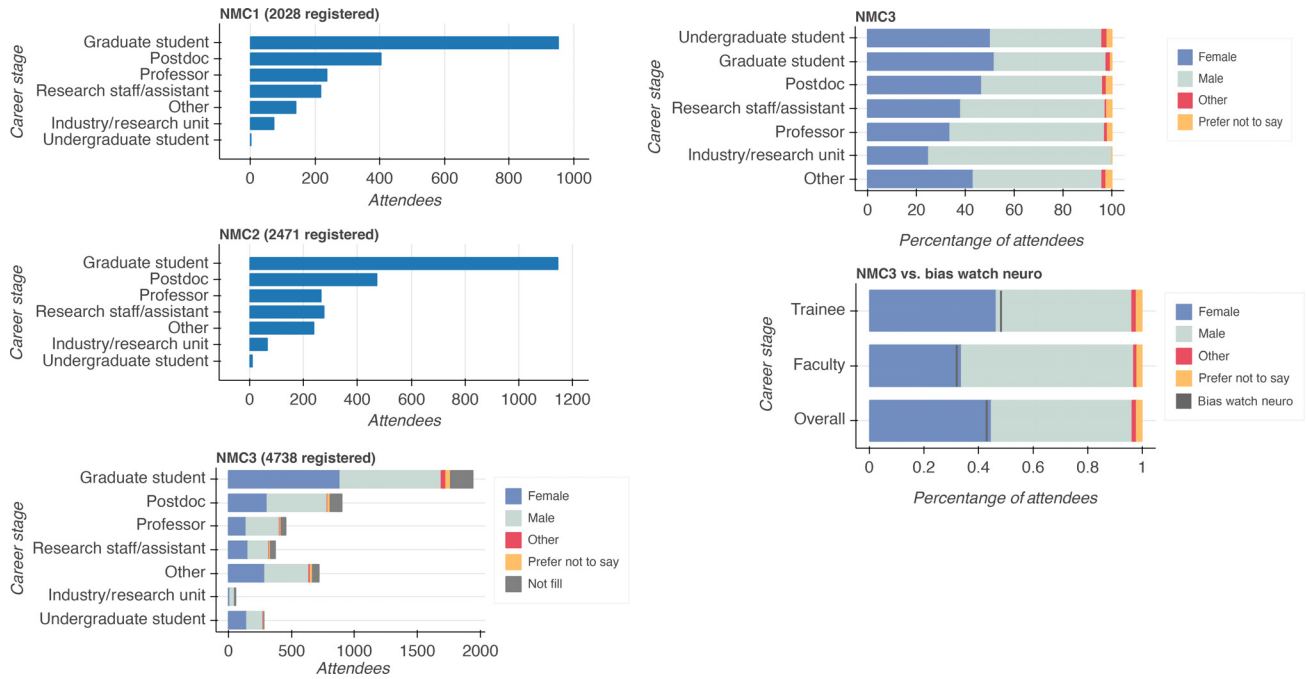 NMC1 (2028 registered)
Career stage
Graduate student
Postdoc
Professor
Research staff/assistant
Other
Industry/research unit
Undergraduate student
0 200 400 600 800 1000
Attendees
NMC2 (2471 registered)
Career stage
Graduate student
Postdoc
Professor
Research staff/assistant
Other
Industry/research unit
Undergraduate student
0 200 400 600 800 1000 1200
Attendees
NMC3 (4738 registered)
Career stage
Graduate student
Postdoc
Professor
Research staff/assistant
Other
Industry/research unit
Undergraduate student
0 500 1000 1500 2000
Attendees
Female
Male
Other
Prefer not to say
Not fill
NMC3
Career stage
Undergraduate student
Graduate student
Postdoc
Research staff/assistant
Professor
Industry/research unit
Other
0 20 40 60 80 100
Percentange of attendees
Female
Male
Other
Prefer not to say
NMC3 vs. bias watch neuro
Career stage
Trainee
Faculty
Overall
0 0.2 0.4 0.6 0.8 1
Percentage of attendees
Female
Male
Other
Prefer not to say
Bias watch neuro